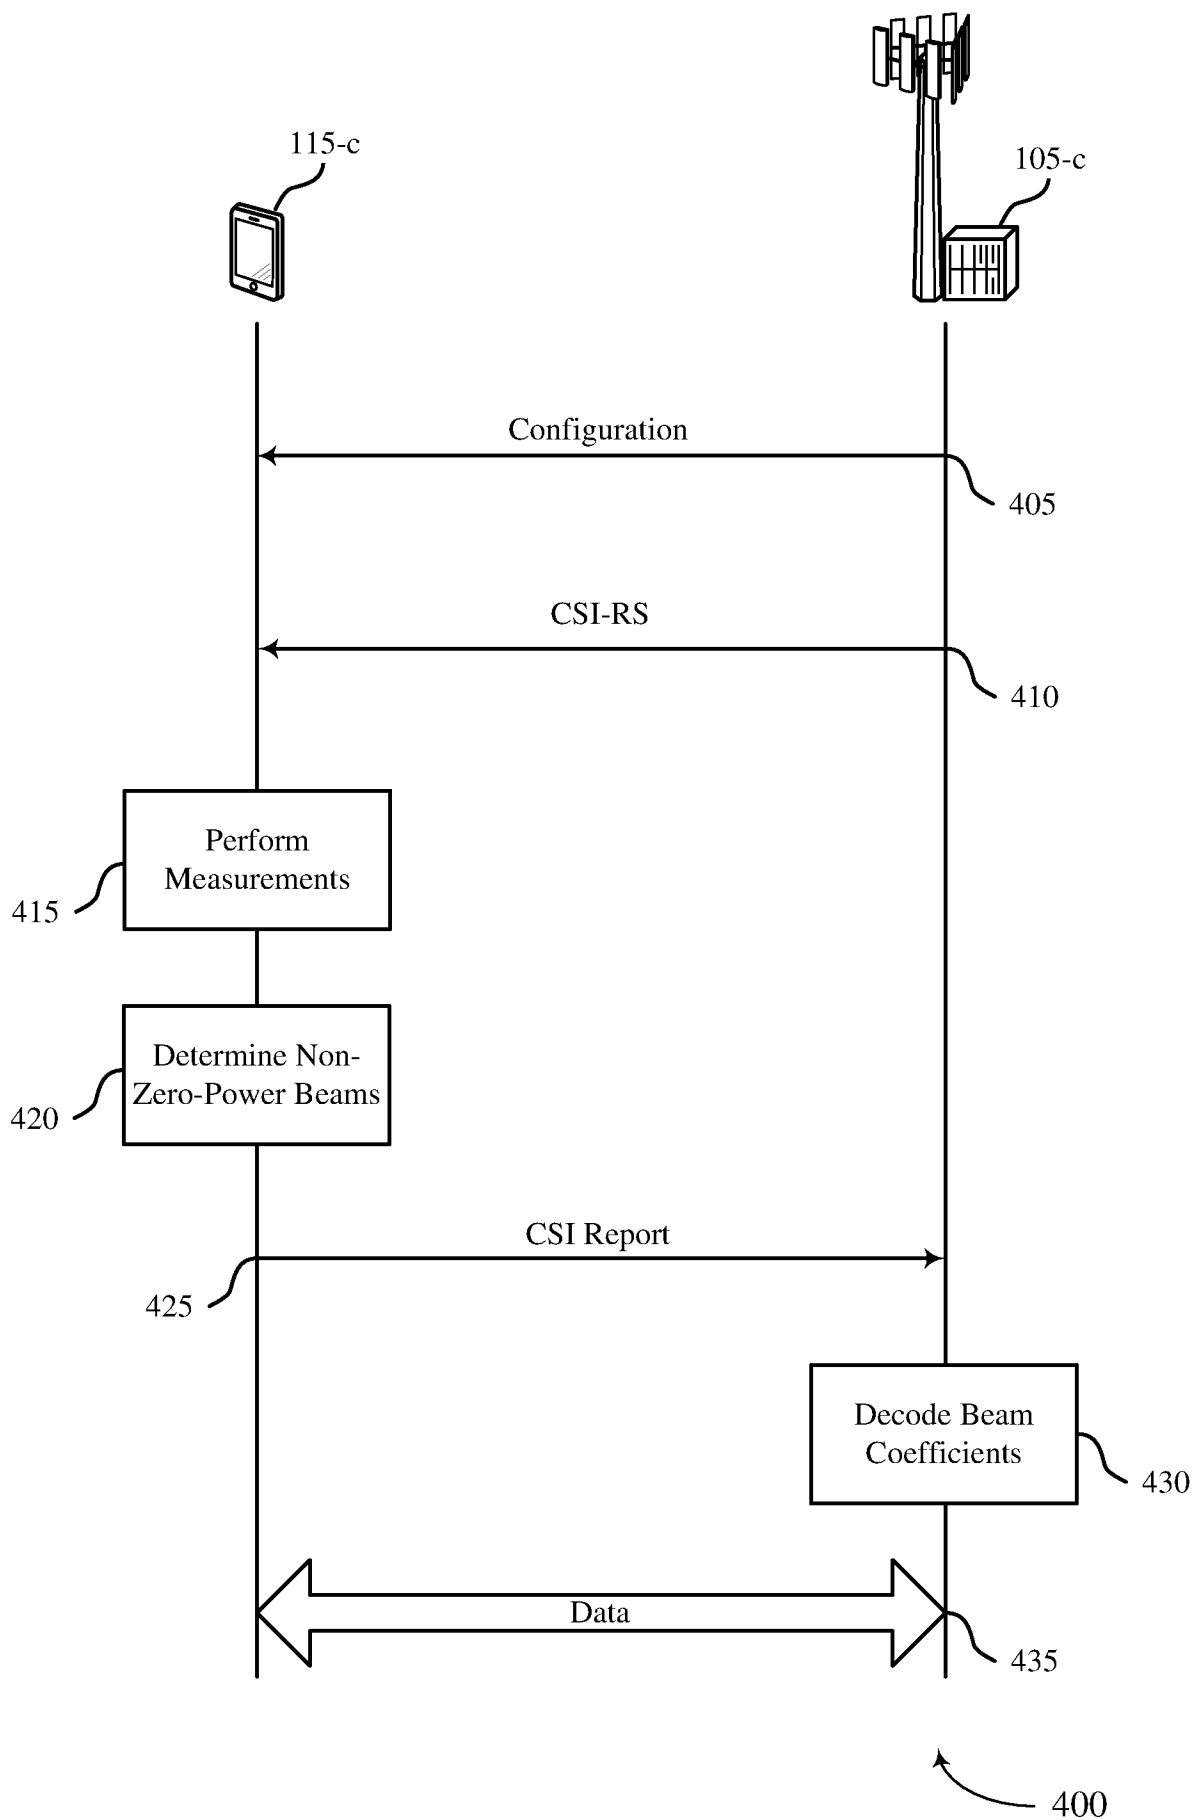 115-c
105-c
Configuration
405
CSI-RS
410
Perform
Measurements
415
Determine Non-
Zero-Power Beams
420
CSI Report
425
Decode Beam
Coefficients
430
Data
435
400